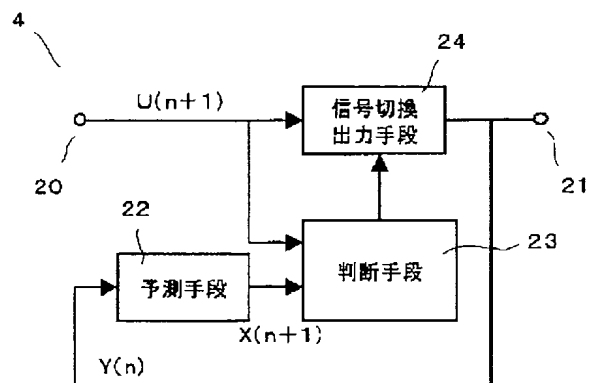 4
24
U(n+1)
信号切換
出力手段
20
21
22
23
予測手段
判断手段
X(n+1)
Y(n)